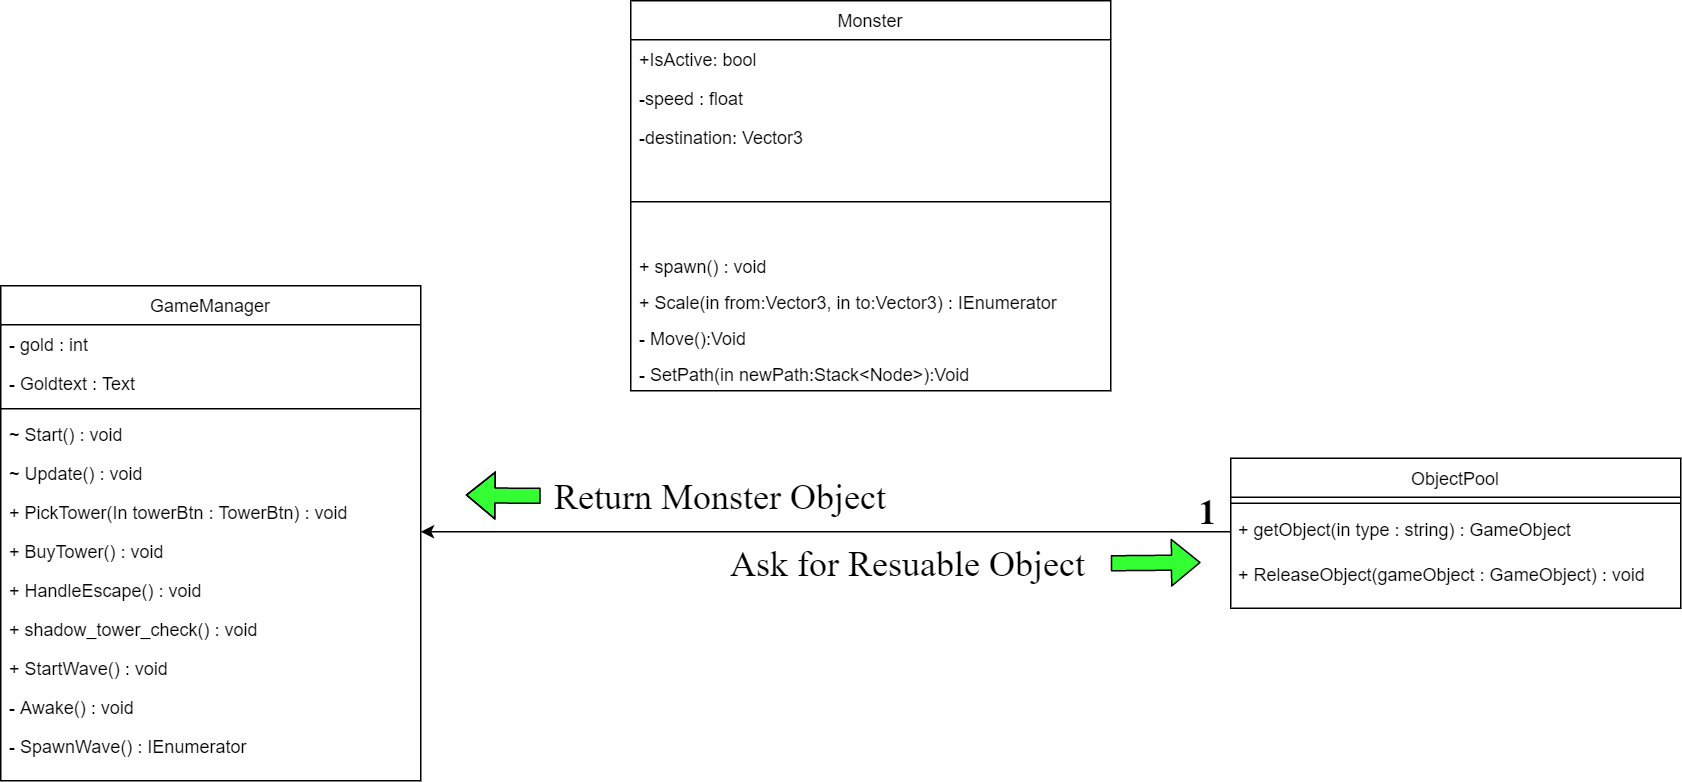 Monster
+IsActive: bool
-speed : float
-destination: Vector3
+ spawn() : void
+ Scale(in from:Vector3, in to:Vector3) : IEnumerator
- Move():Void
- SetPath(in newPath:Stack<Node>):Void
GameManager
- gold : int
- Goldtext : Text
~ Start() : void
~ Update() : void
+ PickTower(In towerBtn : TowerBtn) : void
+ BuyTower() : void
+ HandleEscape() : void
+ shadow_tower_check() : void
+ StartWave() : void
- Awake() : void
- SpawnWave() : IEnumerator
Return Monster Object
1
Ask for Resuable Object
ObjectPool
+ getObject(in type : string) : GameObject
+ ReleaseObject(gameObject : GameObject) : void